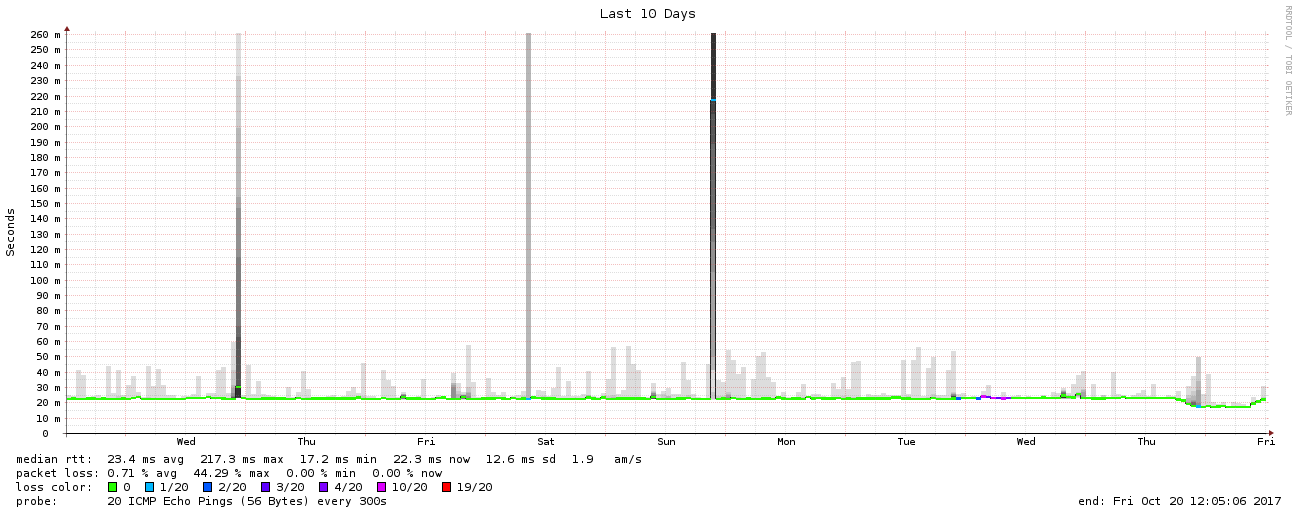 Last 10 Days
RRDTOOL / TOBI OETIKER
Seconds
260 m
250 m
240 m
230 m
220 m
210 m
200 m
190 m
180 m
170 m
160 m
150 m
140 m
130 m
120 m
110 m
100 m
90 m
80 m
70 m
60 m
50 m
40 m
30 m
20 m
10 m
0
Wed Thu Fri Sat Sun Mon Tue Wed Thu Fri
median rtt: 23.4 ms avg 217.3 ms max 17.2 ms min 22.3 ms now 12.6 ms sd 1.9 am/s
packet loss: 0.71 % avg 44.29 % max 0.00 % min 0.00 % now
loss color: 0 1/20 2/20 3/20 4/20 10/20 19/20
probe: 20 ICMP Echo Pings (56 Bytes) every 300s end: Fri Oct 20 12:05:06 2017